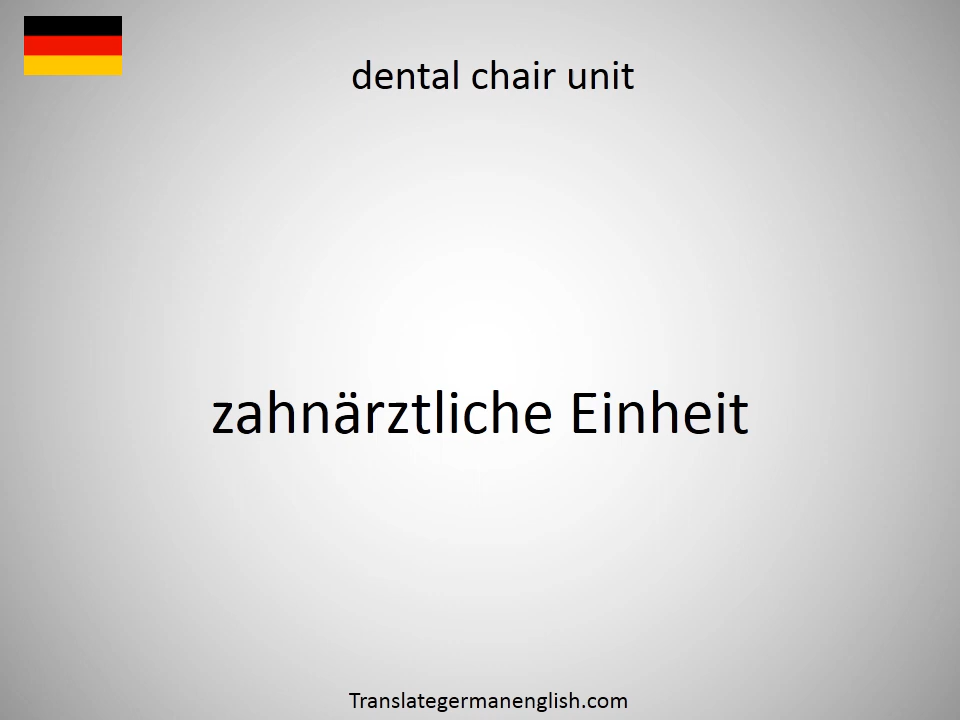 dental chair unit
zahnärztliche Einheit
Translategermanenglish.com